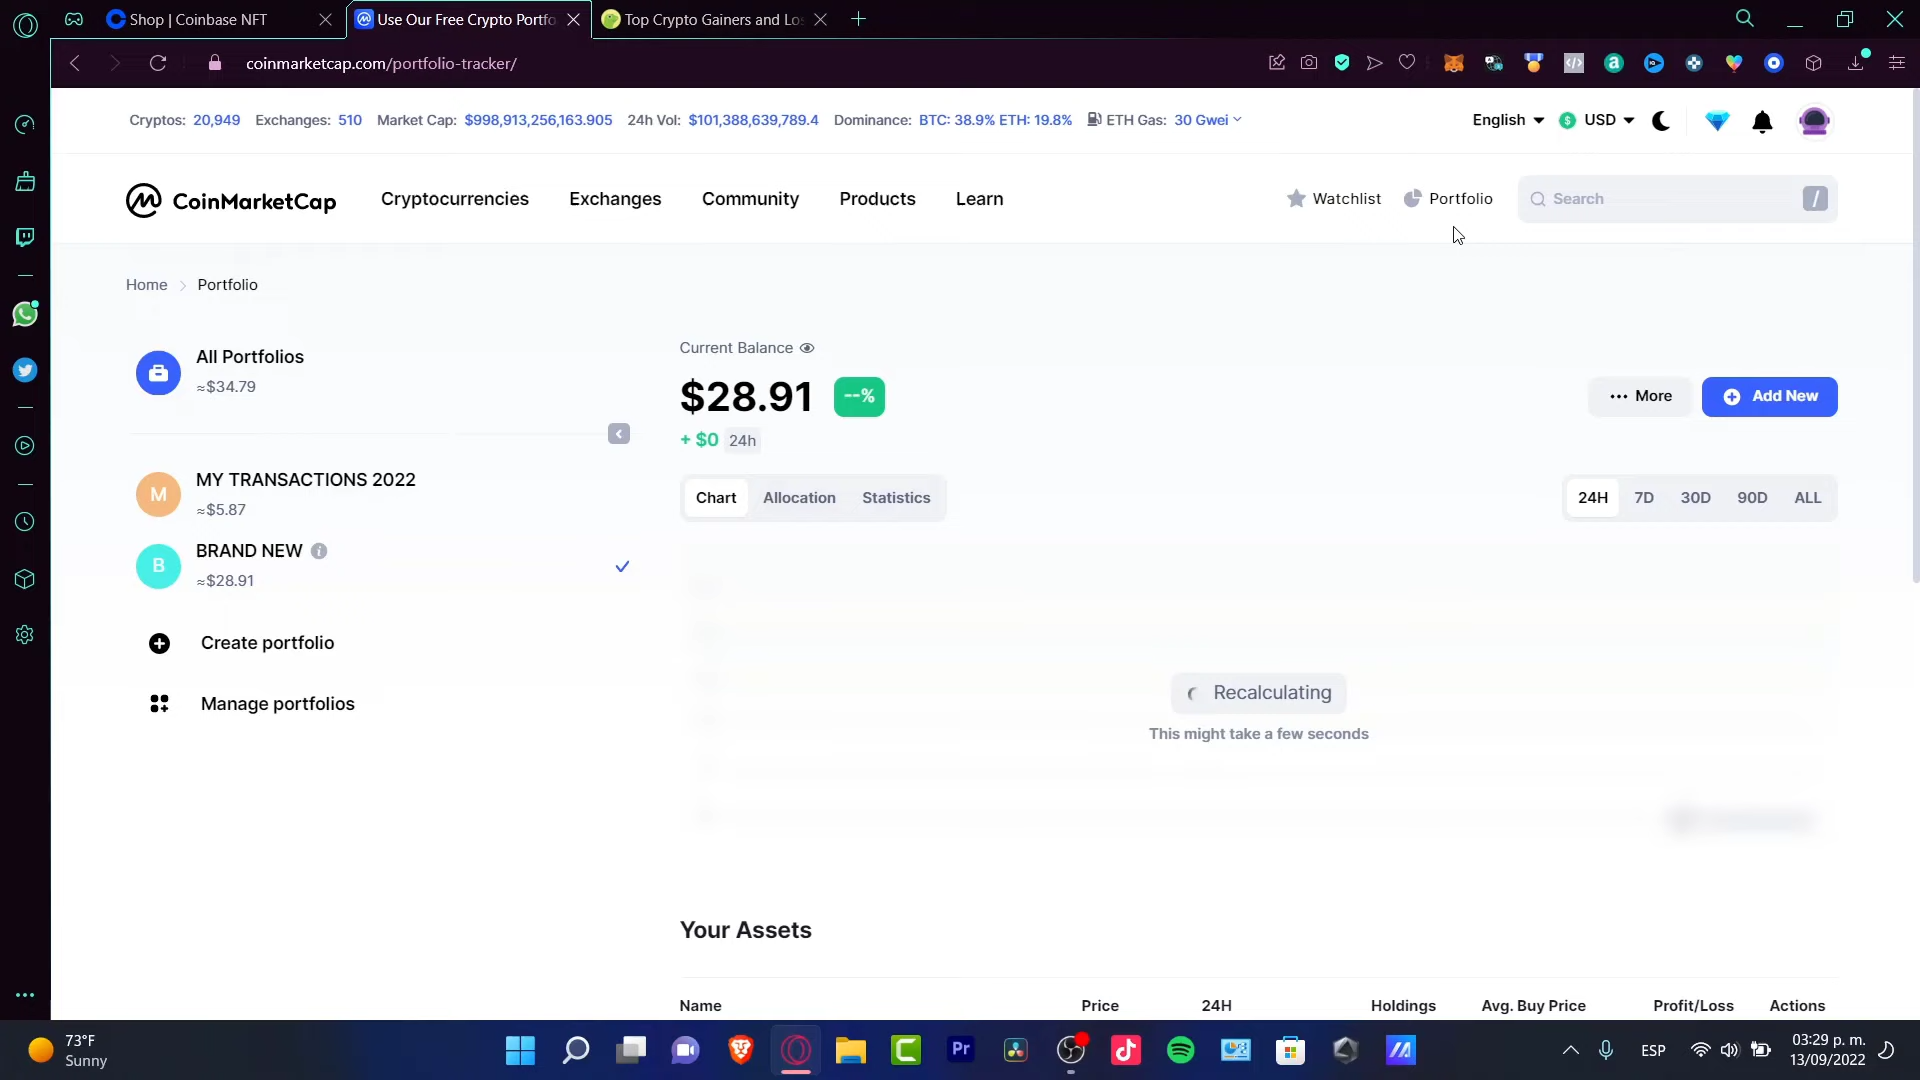 Shop | Coinbase NFT
Use Our Free Crypto Portfo
Top Crypto Gainers and Los
coinmarketcap.com/portfolio-tracker/
Cryptos: 20,949 Exchanges: 510 Market Cap: $998,913,256,163.905 24h Vol: $101,388,639,789.4 Dominance: BTC: 38.9% ETH: 19.8% ETH Gas: 30 Gwei
English
$ USD
CoinMarketCap
Cryptocurrencies
Exchanges
Community
Products
Learn
Watchlist
Portfolio
Search
/
Home > Portfolio
All Portfolios
≈$34.79
M
MY TRANSACTIONS 2022
≈$5.87
B
BRAND NEW
≈$28.91
Create portfolio
Manage portfolios
Current Balance
$28.91
--%
+ $0 24h
More
Add New
Chart
Allocation
Statistics
24H
7D
30D
90D
ALL
Recalculating
This might take a few seconds
Your Assets
Name Price 24H Holdings Avg. Buy Price Profit/Loss Actions
73°F
Sunny
Pr
ESP
03:29 p. m.
13/09/2022